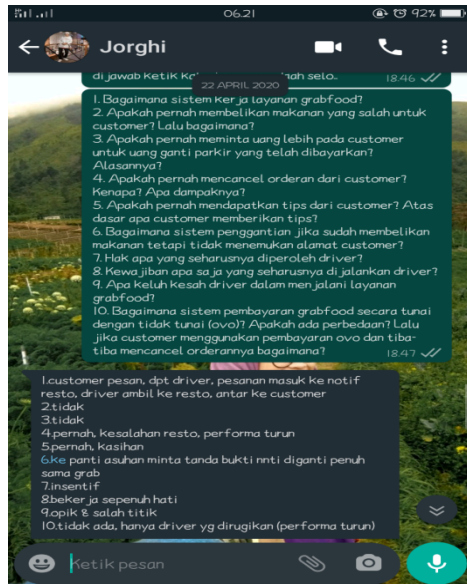 06.21
92%
Jorghi
di jawab ketik
selo..
18.46
22 APRIL 2020
1. Bagaimana sistem kerja layanan grabfood?
2. Apakah pernah membelikan makanan yang salah untuk
customer? Lalu bagaimana?
3. Apakah pernah meminta uang lebih pada customer
untuk uang ganti parkir yang telah dibayarkan?
Alasannya?
4. Apakah pernah mencancel orderan dari customer?
Kenapa? Apa dampaknya?
5. Apakah pernah mendapatkan tips dari customer? Atas
dasar apa customer memberikan tips?
6. Bagaimana sistem penggantian jika sudah membelikan
makanan tetapi tidak menemukan alamat customer?
7. Hak apa yang seharusnya diperoleh driver?
8. Kewajiban apa saja yang seharusnya di jalankan driver?
9. Apa keluh kesah driver dalam menjalani layanan
grabfood?
10. Bagaimana sistem pembayaran grabfood secara tunai
dengan tidak tunai (ovo)? Apakah ada perbedaan? Lalu
jika customer menggunakan pembayaran ovo dan tiba-
tiba mencancel orderannya bagaimana?
18.47
1.customer pesan, dpt driver, pesanan masuk ke notif
resto, driver ambil ke resto, antar ke customer
2.tidak
3.tidak
4.pernah, kesalahan resto, performa turun
5.pernah, kasihan
6.ke panti asuhan minta tanda bukti nnti diganti penuh
sama grab
7.insentif
8.bekerja sepenuh hati
9.opik & salah titik
10.tidak ada, hanya driver yg dirugikan (performa turun)
Ketik pesan